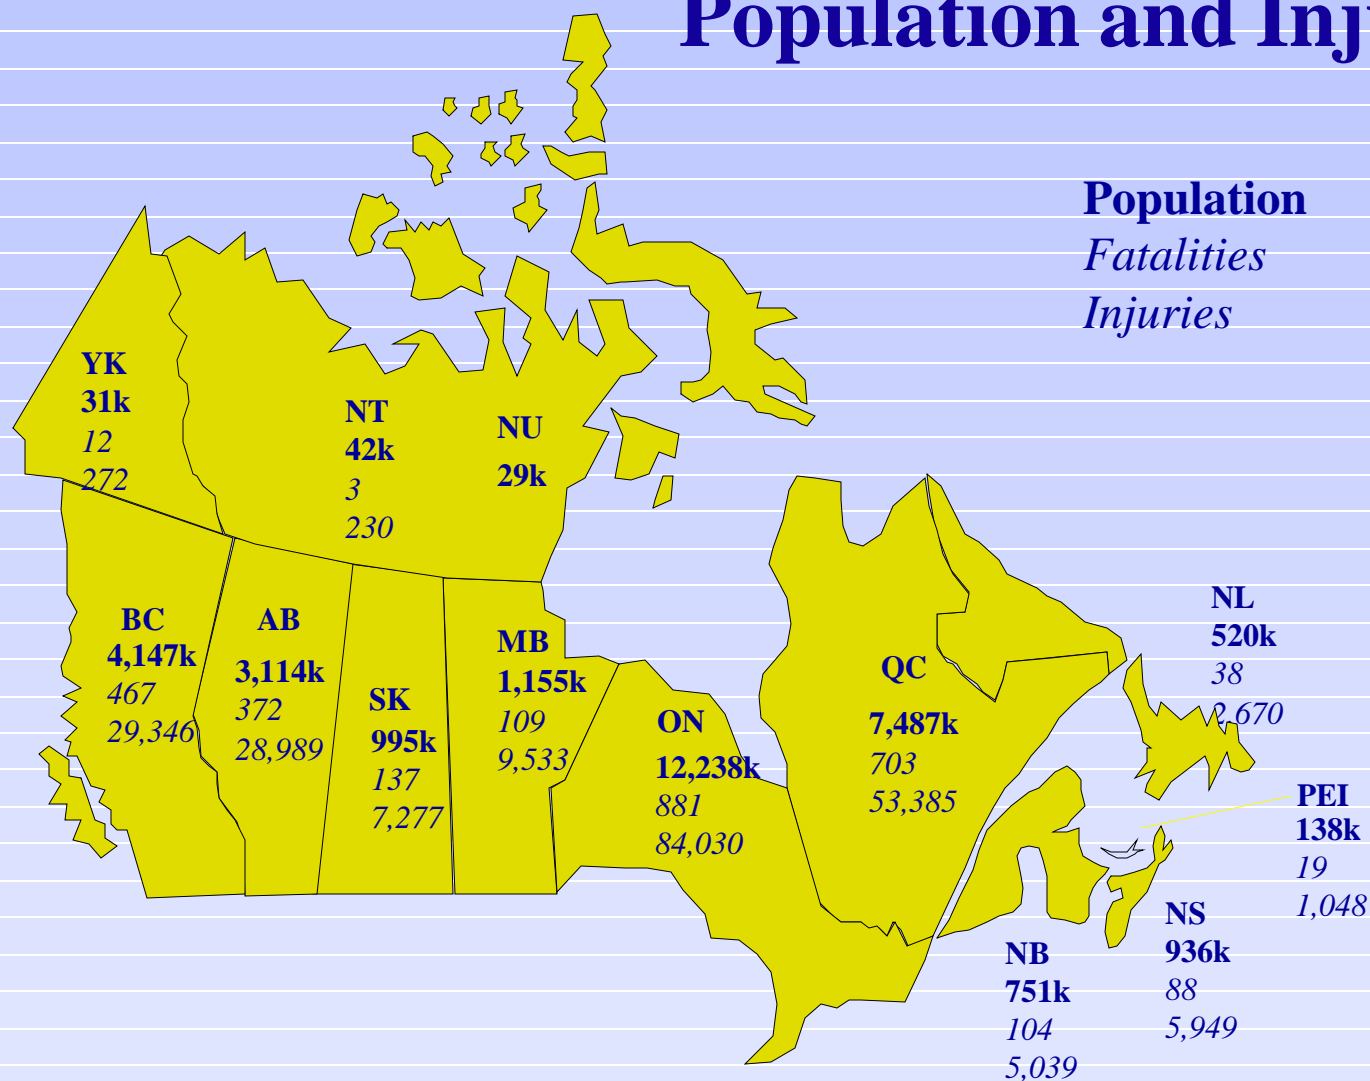 Population and Inj
Population
Fatalities
Injuries
YK
31k
12
272
NT
42k
3
230
NU
29k
BC
4,147k
467
29,346
AB
3,114k
372
28,989
SK
995k
137
7,277
MB
1,155k
109
9,533
ON
12,238k
881
84,030
QC
7,487k
703
53,385
NL
520k
38
2,670
PEI
138k
19
1,048
NS
936k
88
5,949
NB
751k
104
5,039